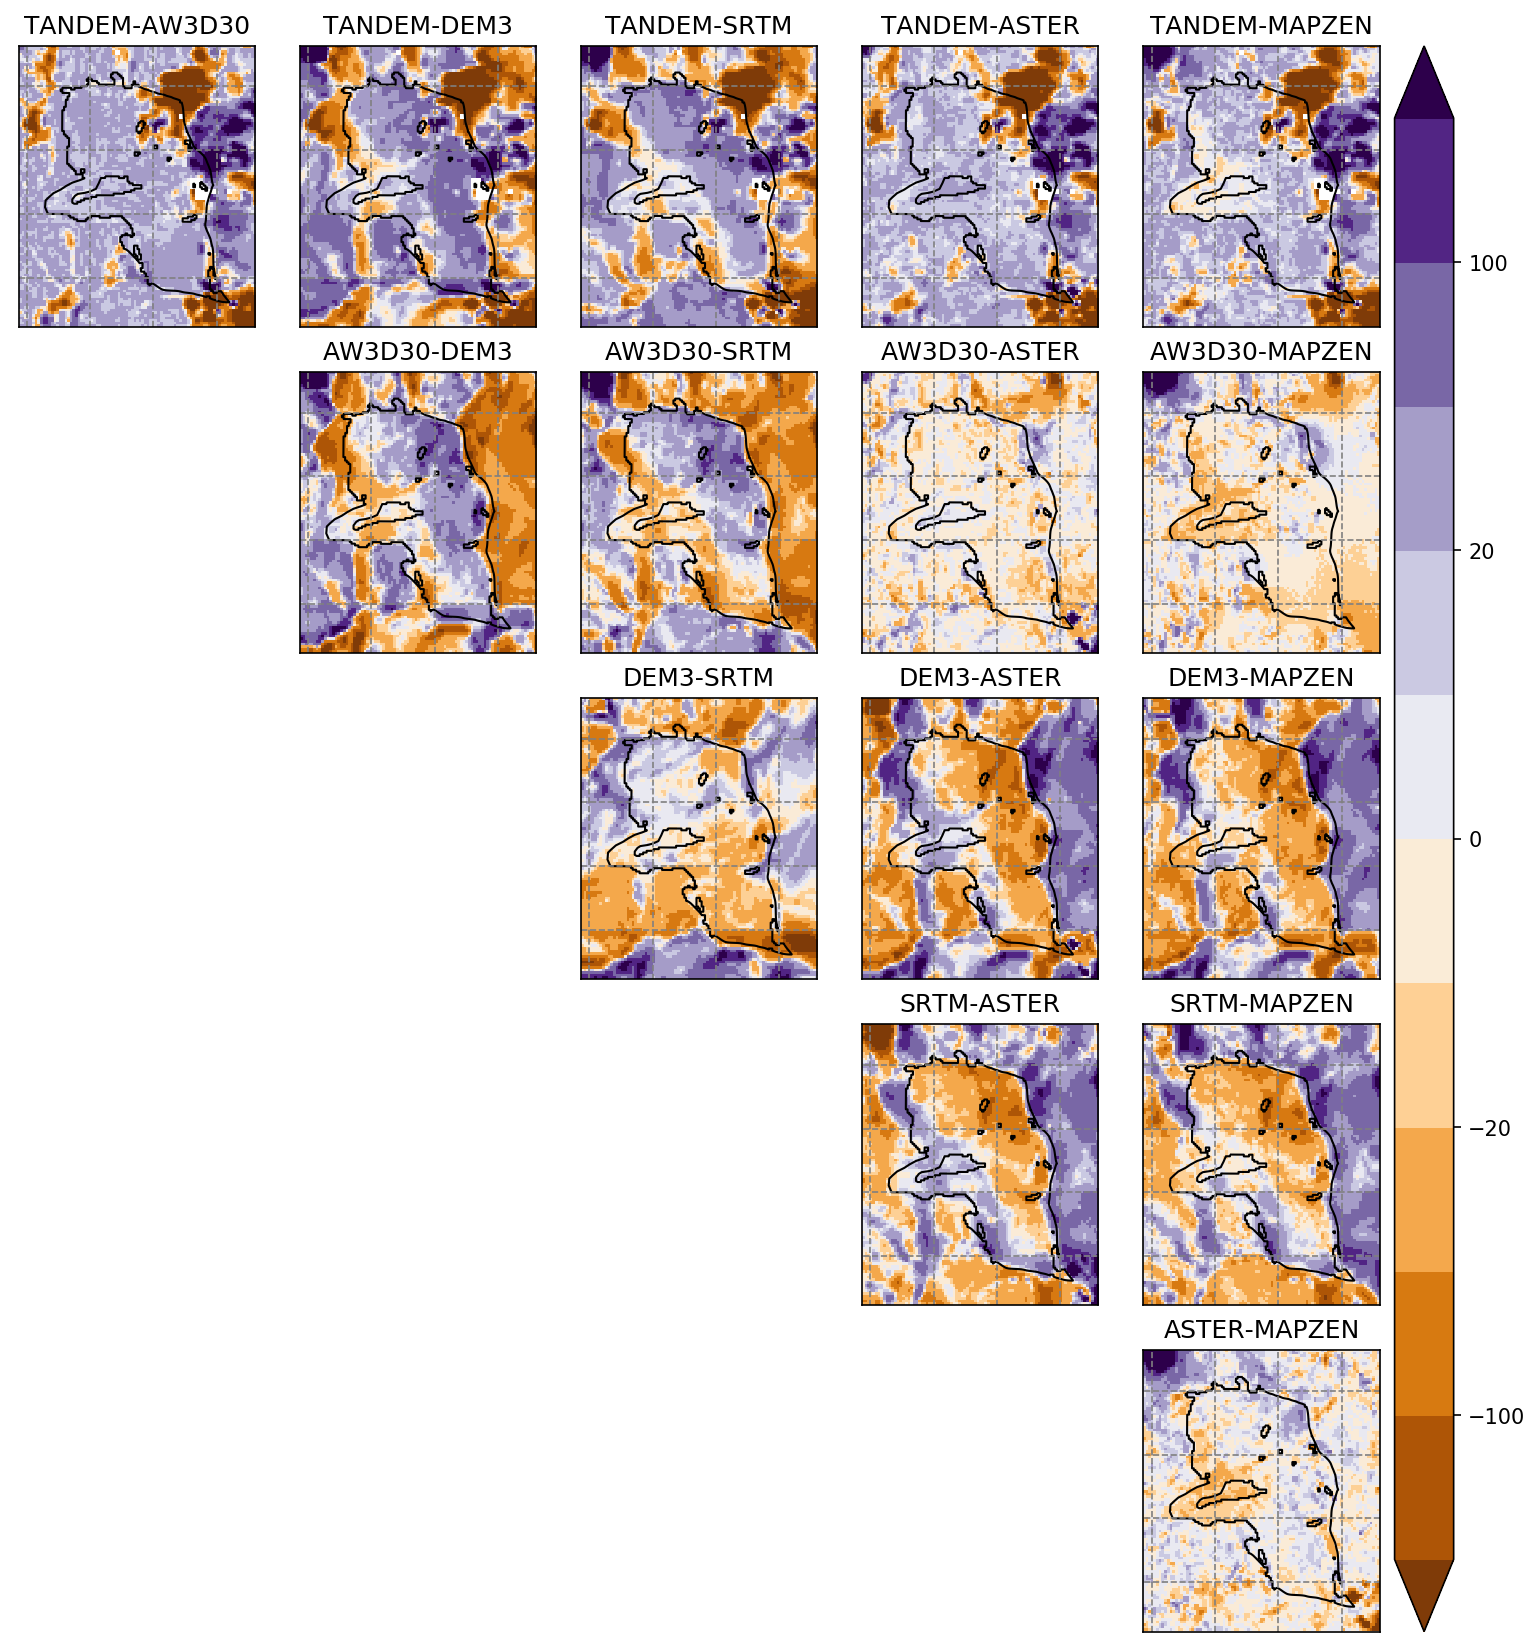 TANDEM-AW3D30 TANDEM-DEM3 TANDEM-SRTM TANDEM-ASTER TANDEM-MAPZEN
AW3D30-DEM3 AW3D30-SRTM AW3D30-ASTER AW3D30-MAPZEN
DEM3-SRTM DEM3-ASTER DEM3-MAPZEN
SRTM-ASTER SRTM-MAPZEN
ASTER-MAPZEN
100
20
0
−20
−100